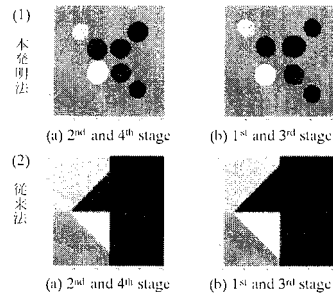 (1)
本発明法
(a) 2nd and 4th stage
(b) 1st and 3rd stage
(2)
従来法
(a) 2nd and 4th stage
(b) 1st and 3rd stage